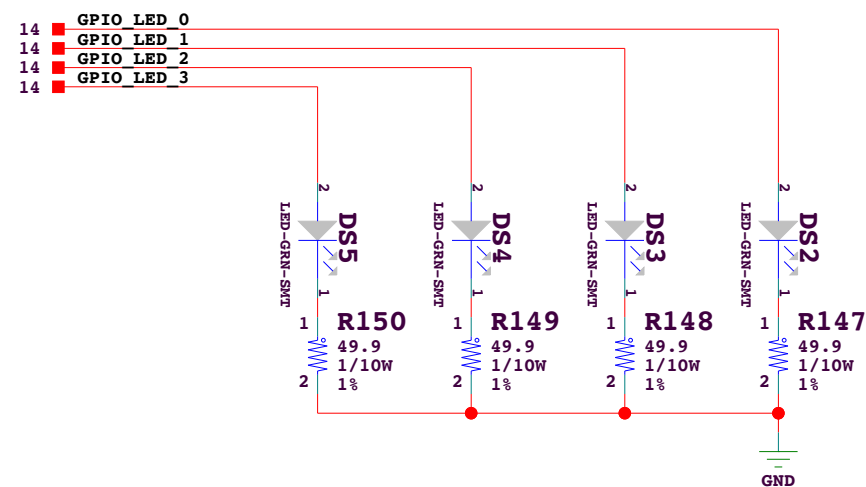 14 GPIO_LED_0
14 GPIO_LED_1
14 GPIO_LED_2
14 GPIO_LED_3
2 2 2 2
LED-GRN-SMT DS5
LED-GRN-SMT DS4
LED-GRN-SMT DS3
LED-GRN-SMT DS2
1 1 1 1
1 R150
49.9
1/10W
2 1%
1 R149
49.9
1/10W
2 1%
1 R148
49.9
1/10W
2 1%
1 R147
49.9
1/10W
2 1%
GND